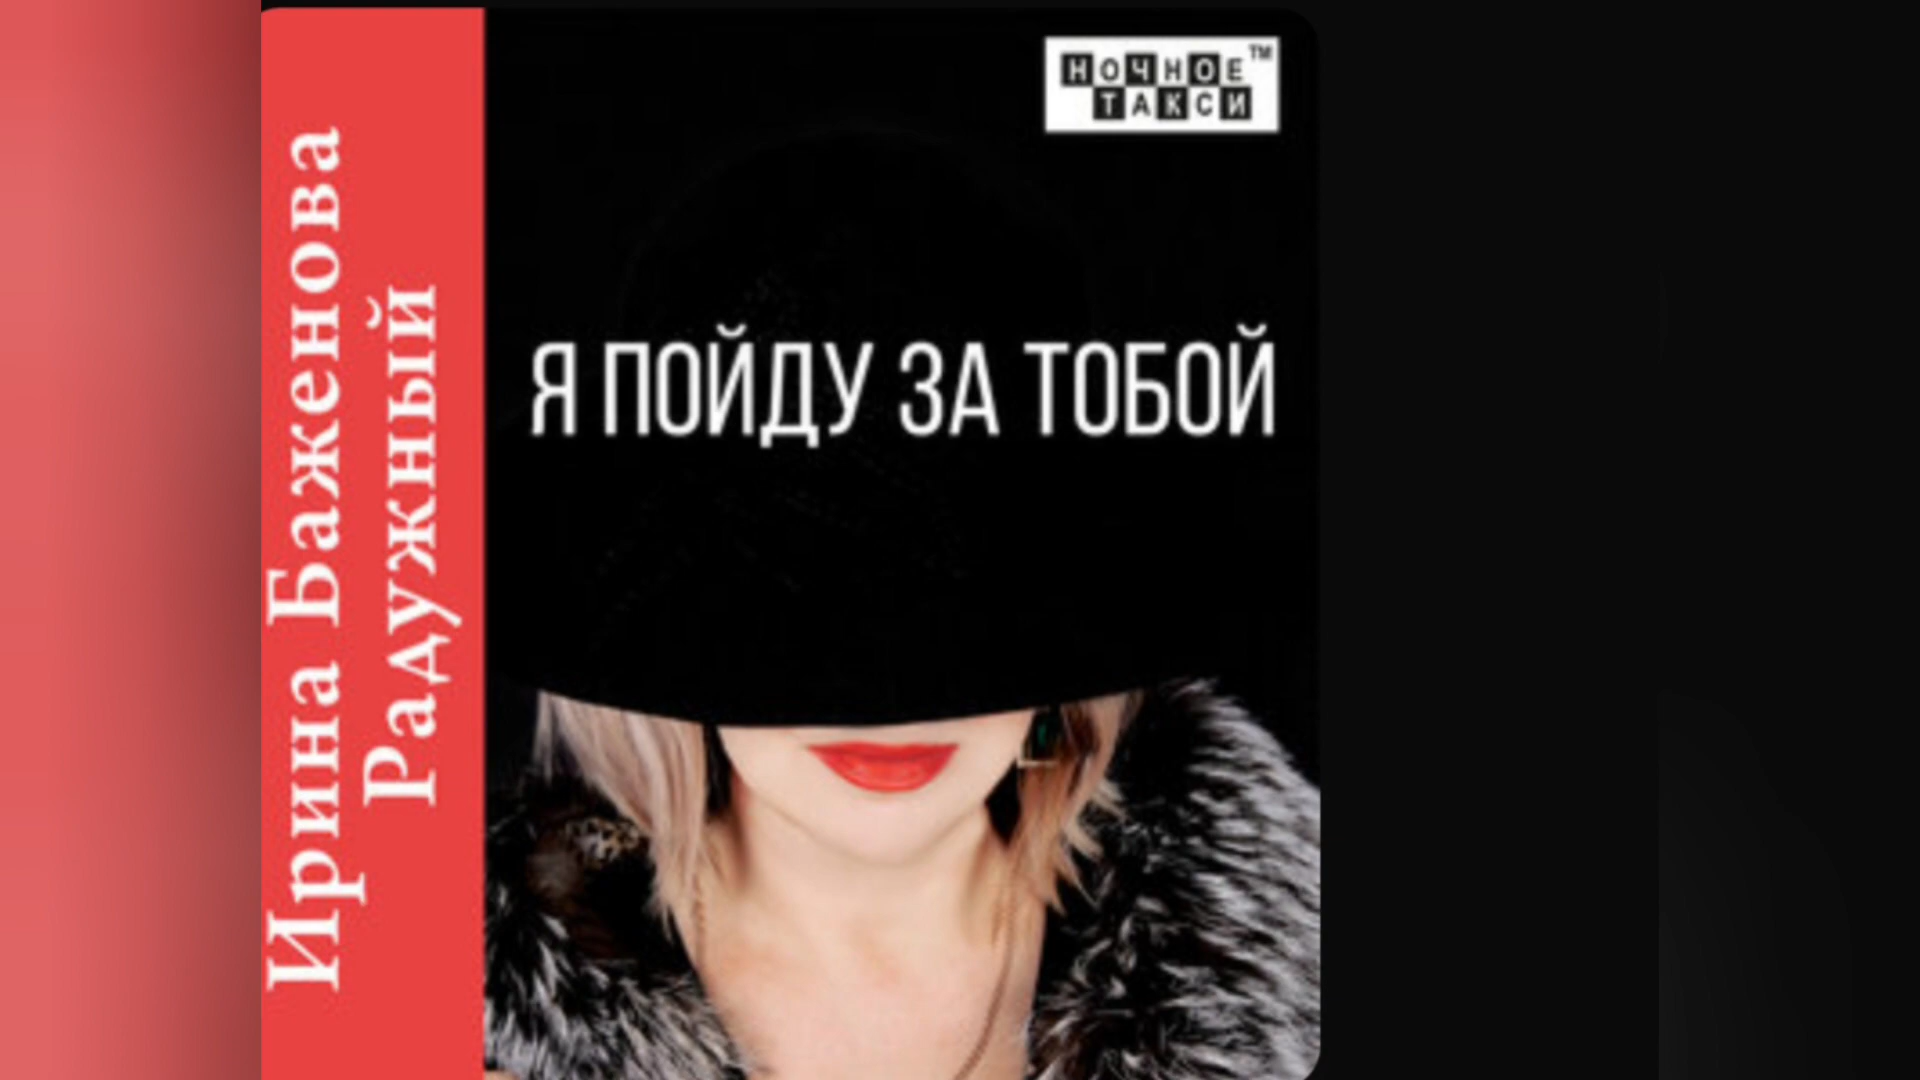 Ирина Баженова
Радужный
НОЧНОЕ™
ТАКСИ
Я ПОЙДУ ЗА ТОБОЙ